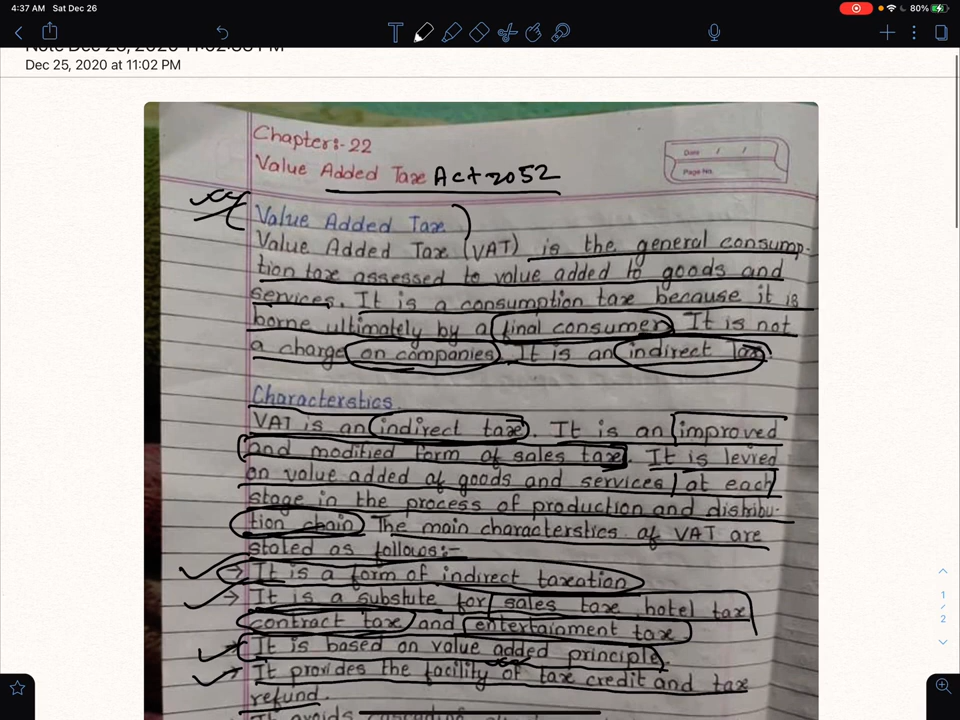 4:37 AM Sat Dec 26
80%
Dec 25, 2020 at 11:02 PM
Chapter:-22
Value Added Taxe Act 2052
Date / /
Page No.
Value Added Tax
Value Added Tax (VAT) is the general consump-
tion tax assessed to value added to goods and
services. It is a consumption tax because it is
borne ultimately by a final consumer. It is not
a charge on companies. It is an indirect tax.
Characterstics
VAT is an indirect taxe. It is an improved
and modified form of sales taxe. It is levied
on value added of goods and services at each
stage in the process of production and distribu-
tion chain. The main characterstics of VAT are
stated as follows:-
→ It is a form of indirect taxation
→ It is a substute for sales taxe, hotel tax
contract taxe and entertainment tax
→ It is based on value added principle.
→ It provides the facility of tax credit and tax
refund.
1
/
2